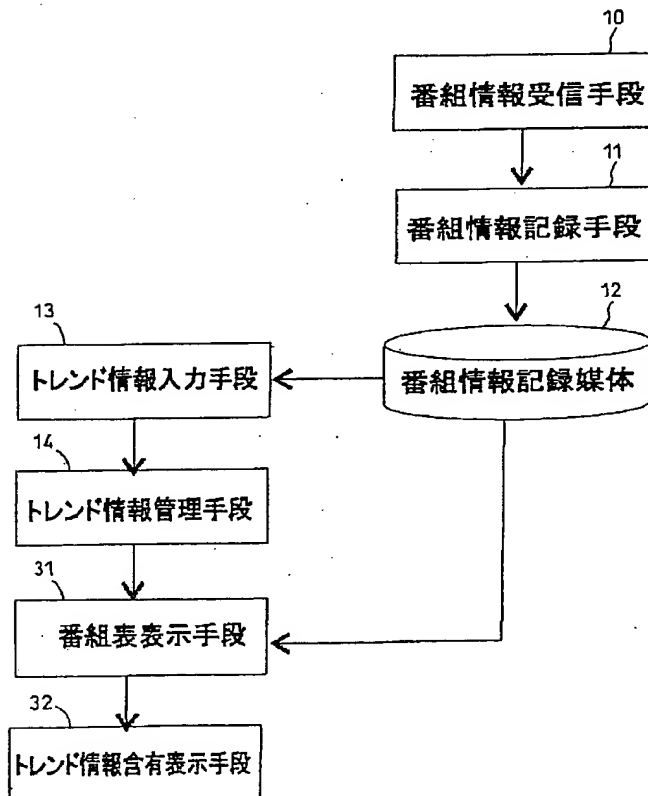 10
番組情報受信手段
11
番組情報記録手段
12
番組情報記録媒体
13
トレンド情報入力手段
14
トレンド情報管理手段
31
番組表表示手段
32
トレンド情報含有表示手段